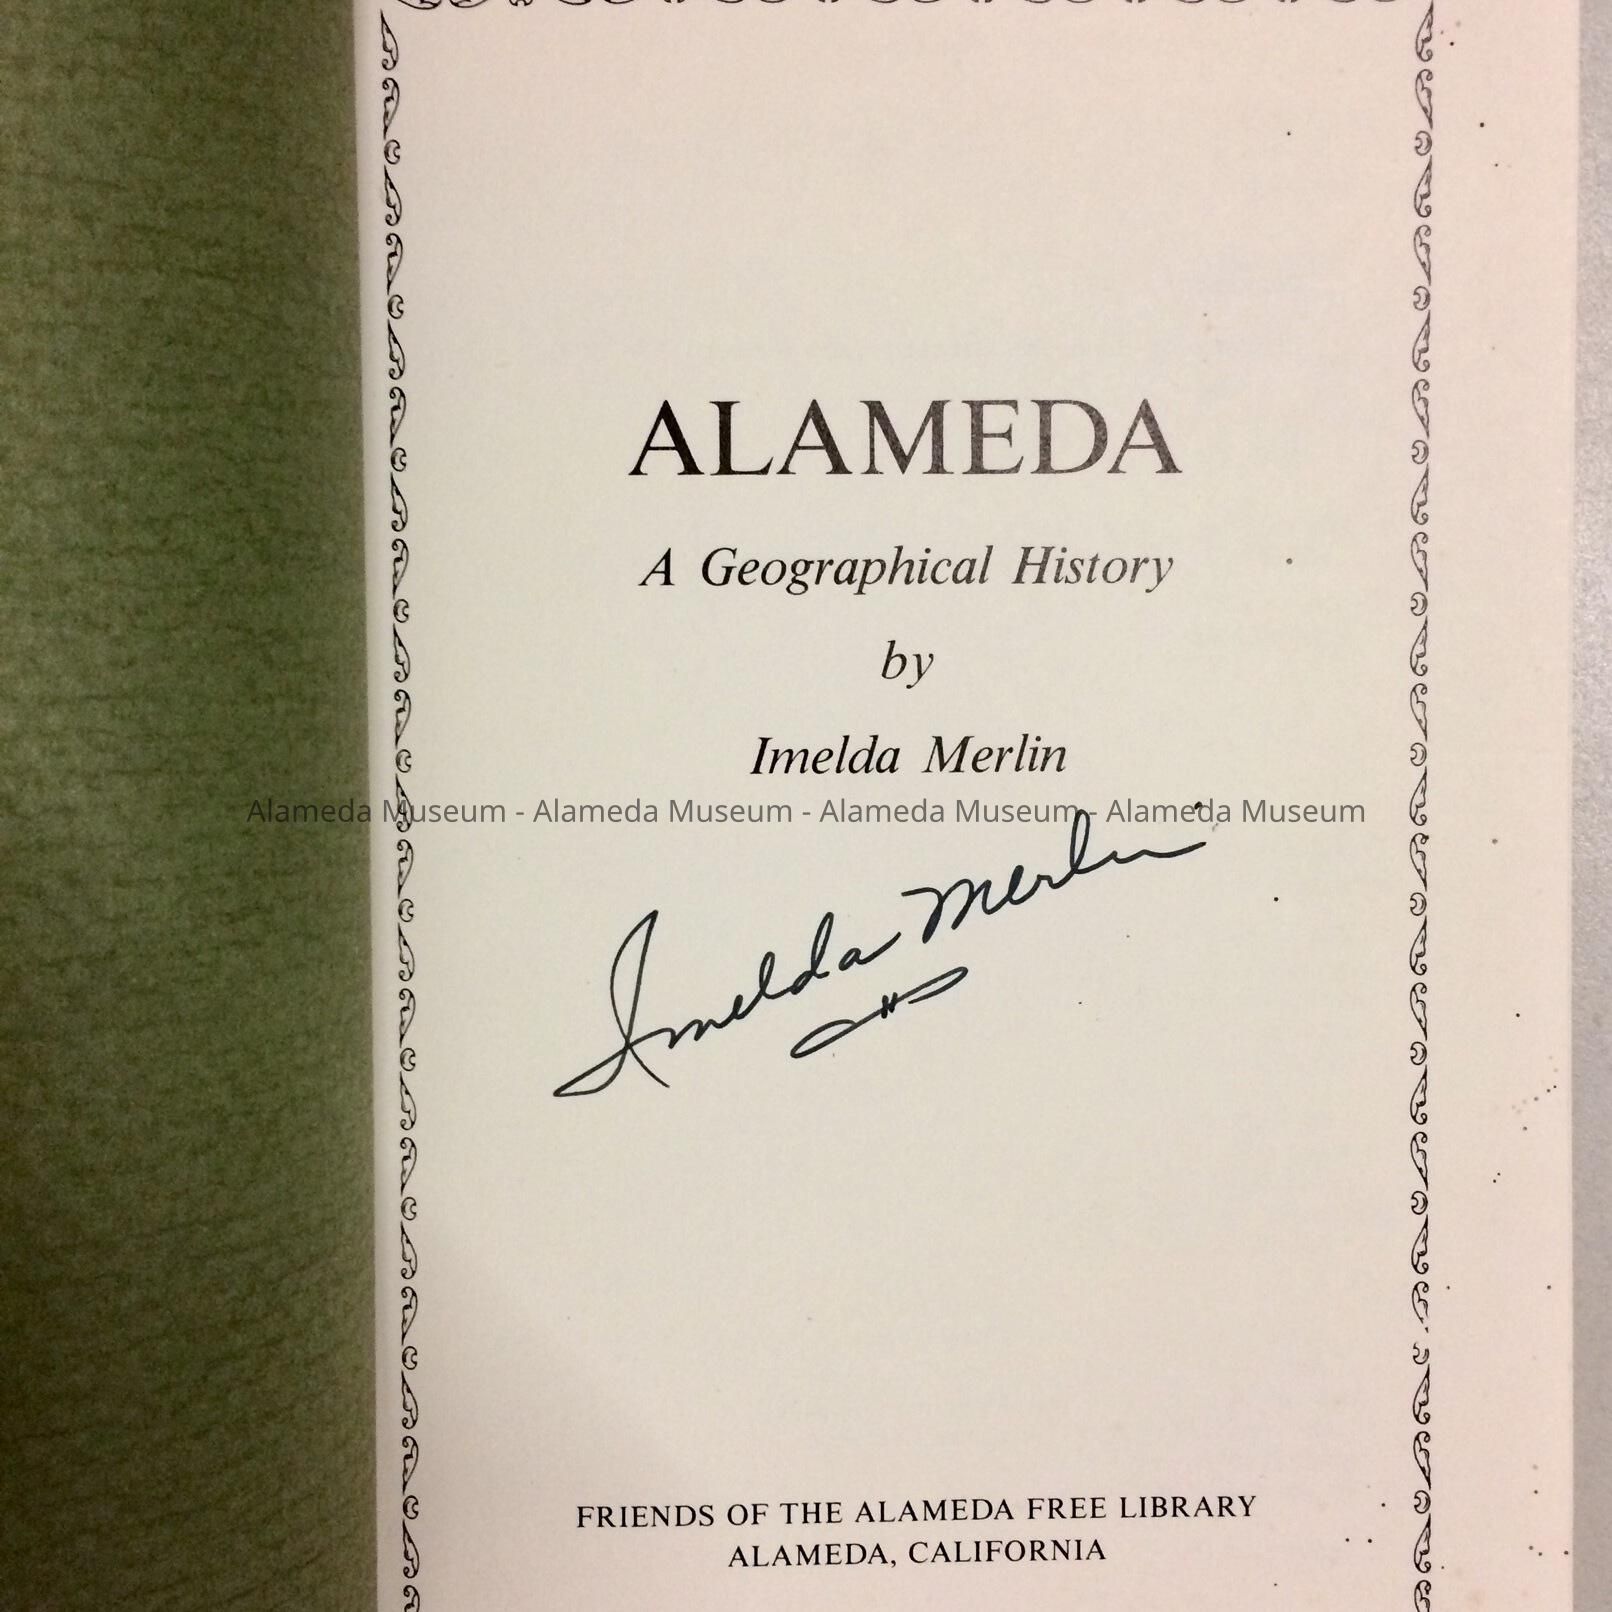 ALAMEDA
A Geographical History
by
Imelda Merlin
Alameda Museum - Alameda Museum - Alameda Museum - Alameda Museum
Imelda Merlin
FRIENDS OF THE ALAMEDA FREE LIBRARY
ALAMEDA, CALIFORNIA